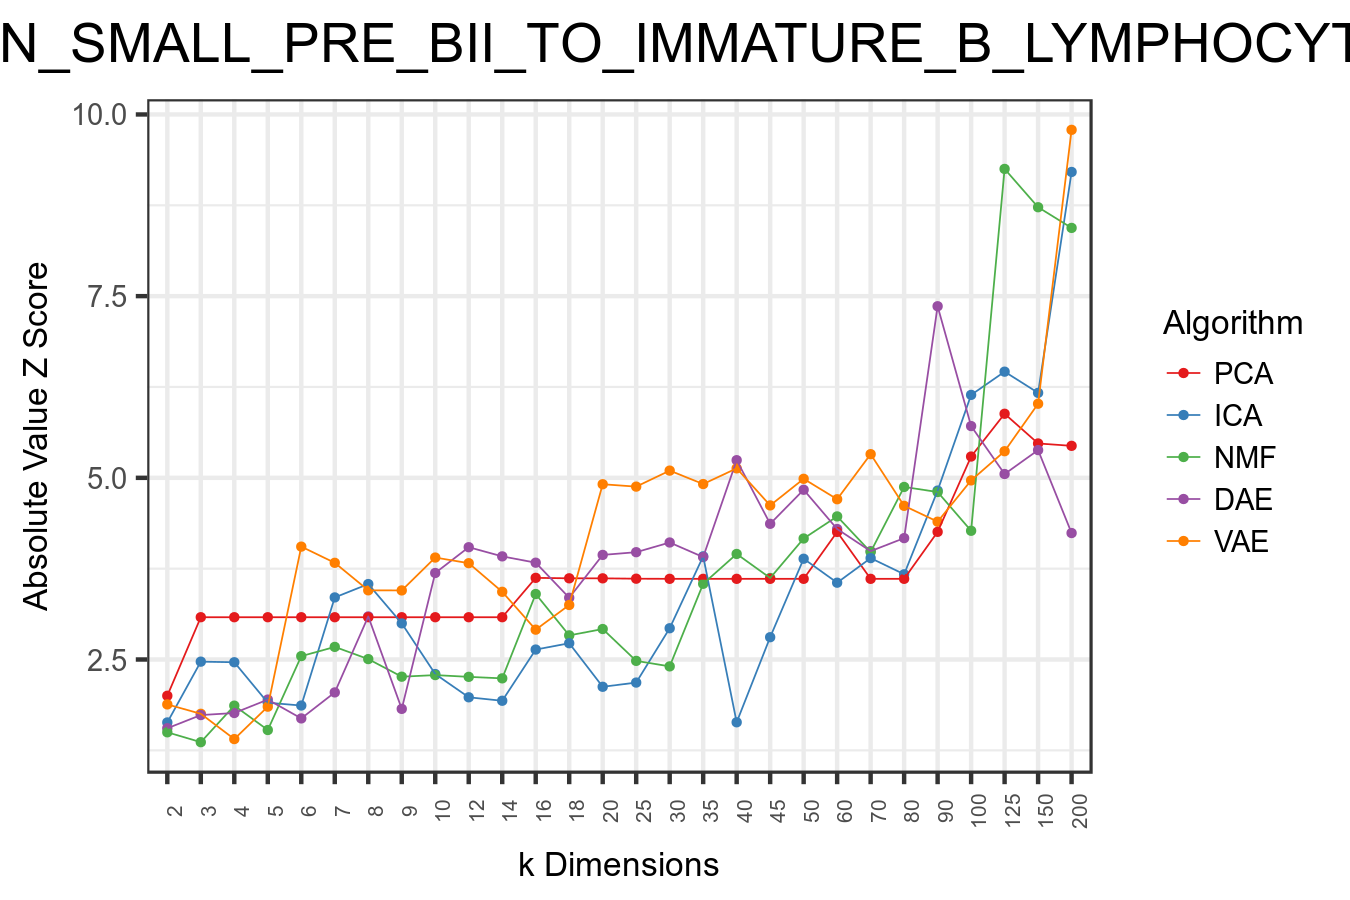 N_SMALL_PRE_BII_TO_IMMATURE_B_LYMPHOCYT
10.0
7.5
5.0
2.5
Absolute Value Z Score
2 3 4 5 6 7 8 9 10 12 14 16 18 20 25 30 35 40 45 50 60 70 80 90 100 125 150 200
k Dimensions
Algorithm
PCA
ICA
NMF
DAE
VAE